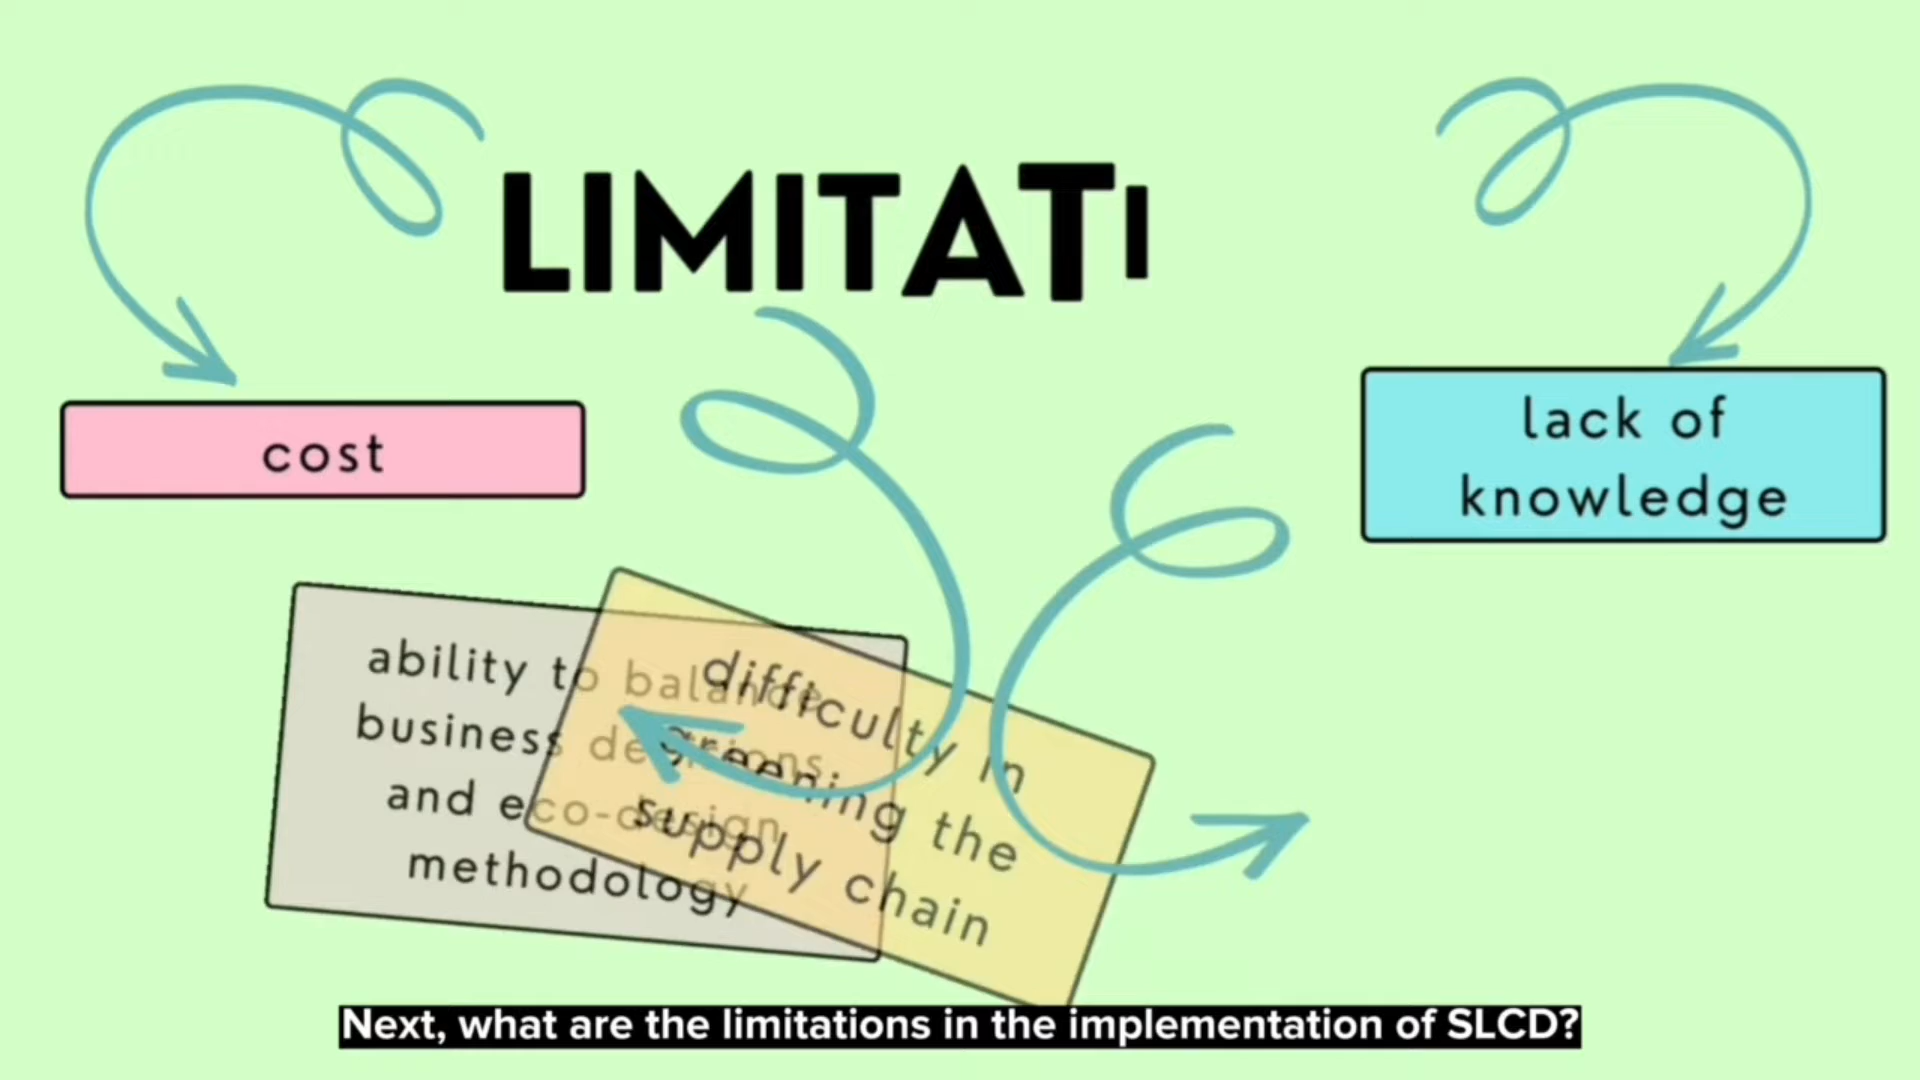 LIMITATI
cost
lack of
knowledge
ability to balance
business decisions
and eco-design
methodology
difficulty in
greening the
supply chain
Next, what are the limitations in the implementation of SLCD?